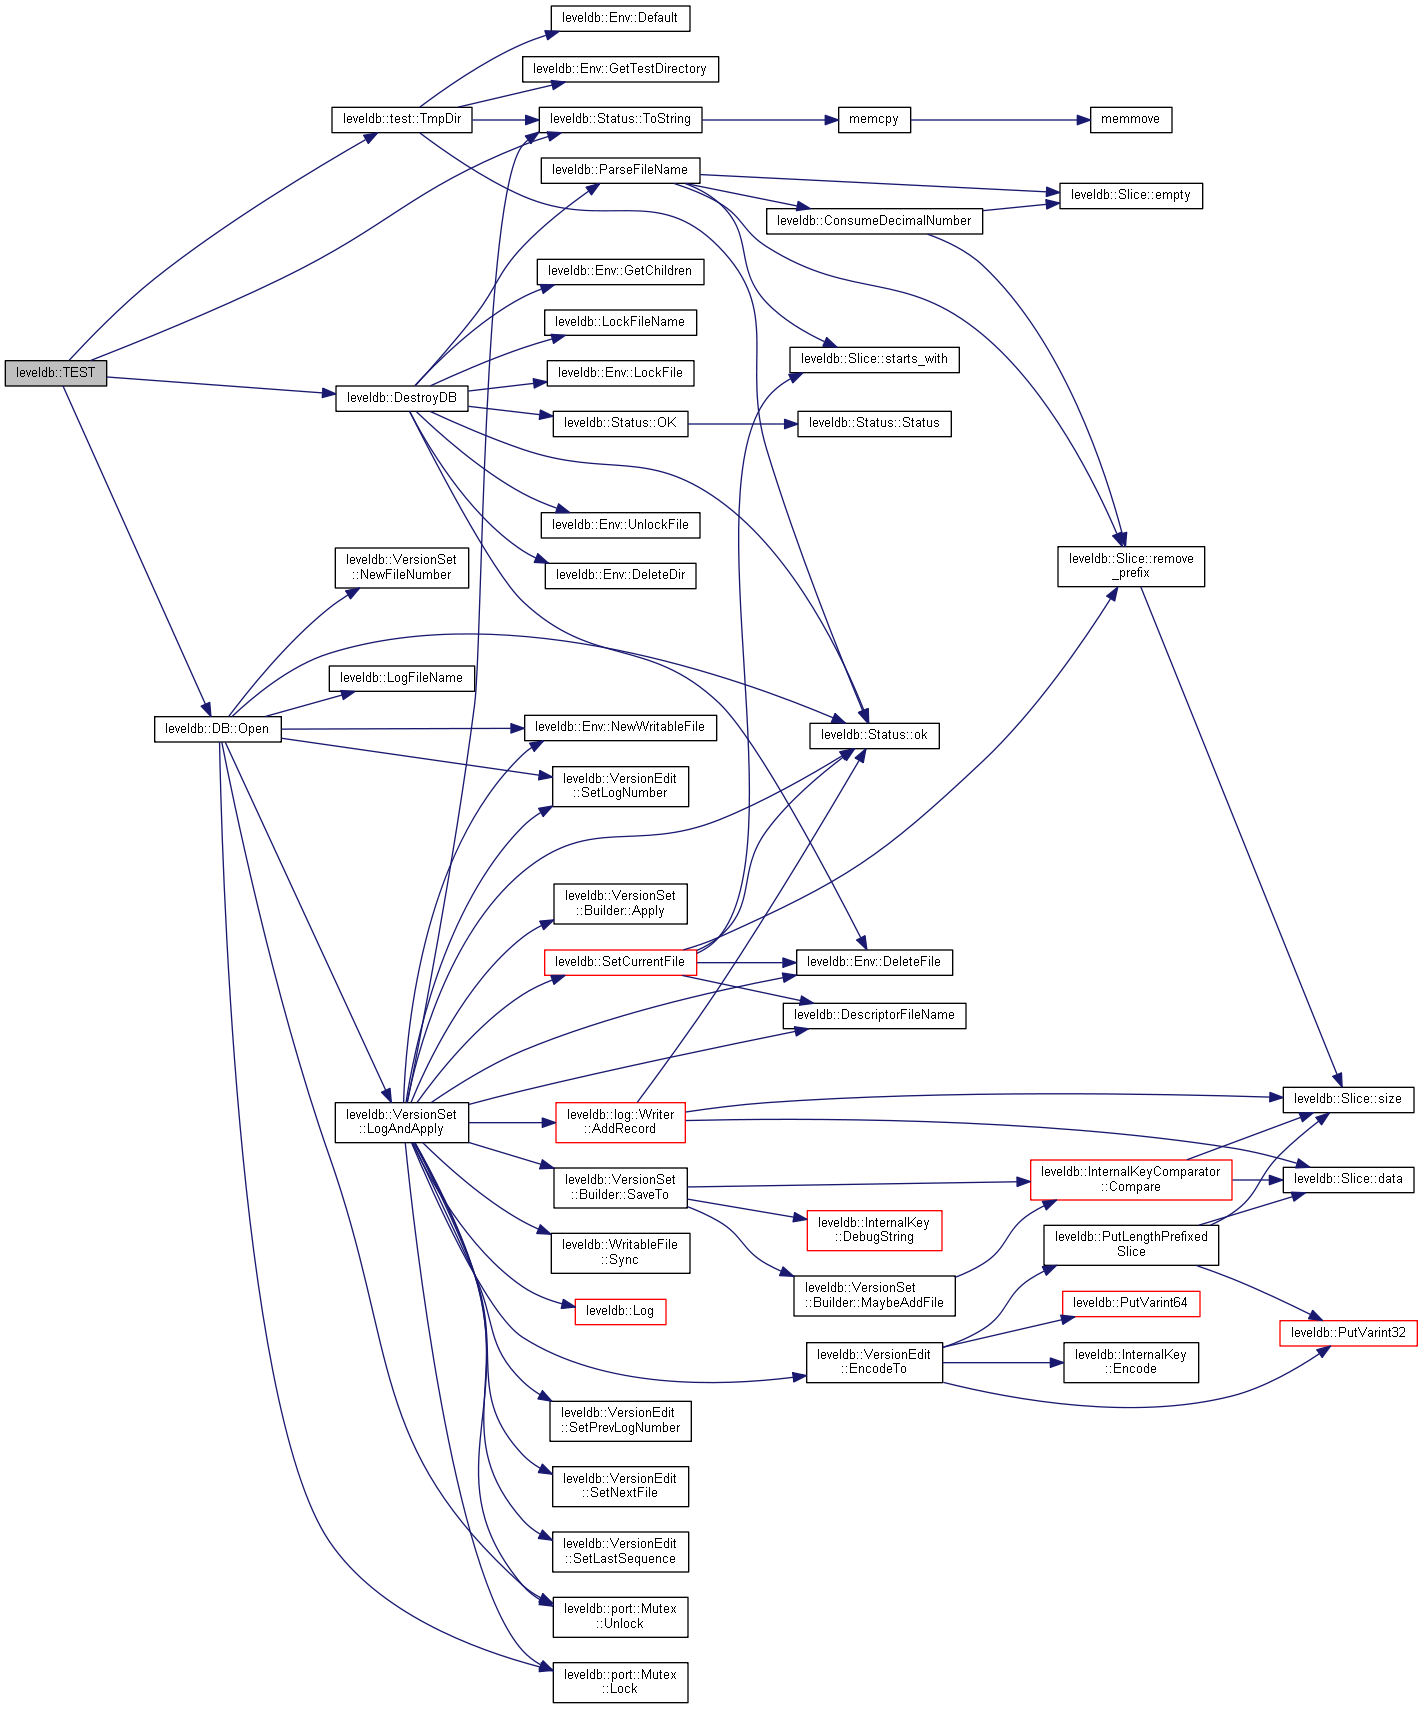 leveldb::Env::Default
leveldb::Env::GetTestDirectory
leveldb::test::TmpDir
leveldb::Status::ToString
memcpy
memmove
leveldb::ParseFileName
leveldb::Slice::empty
leveldb::ConsumeDecimalNumber
leveldb::Env::GetChildren
leveldb::LockFileName
leveldb::Slice::starts_with
leveldb::TEST
leveldb::Env::LockFile
leveldb::DestroyDB
leveldb::Status::OK
leveldb::Status::Status
leveldb::Env::UnlockFile
leveldb::VersionSet
::NewFileNumber
leveldb::Env::DeleteDir
leveldb::Slice::remove
_prefix
leveldb::LogFileName
leveldb::DB::Open
leveldb::Env::NewWritableFile
leveldb::Status::ok
leveldb::VersionEdit
::SetLogNumber
leveldb::VersionSet
::Builder::Apply
leveldb::SetCurrentFile
leveldb::Env::DeleteFile
leveldb::DescriptorFileName
leveldb::Slice::size
leveldb::VersionSet
::LogAndApply
leveldb::log::Writer
::AddRecord
leveldb::VersionSet
::Builder::SaveTo
leveldb::InternalKeyComparator
::Compare
leveldb::Slice::data
leveldb::InternalKey
::DebugString
leveldb::PutLengthPrefixed
Slice
leveldb::WritableFile
::Sync
leveldb::VersionSet
::Builder::MaybeAddFile
leveldb::PutVarint64
leveldb::Log
leveldb::PutVarint32
leveldb::VersionEdit
::EncodeTo
leveldb::InternalKey
::Encode
leveldb::VersionEdit
::SetPrevLogNumber
leveldb::VersionEdit
::SetNextFile
leveldb::VersionEdit
::SetLastSequence
leveldb::port::Mutex
::Unlock
leveldb::port::Mutex
::Lock